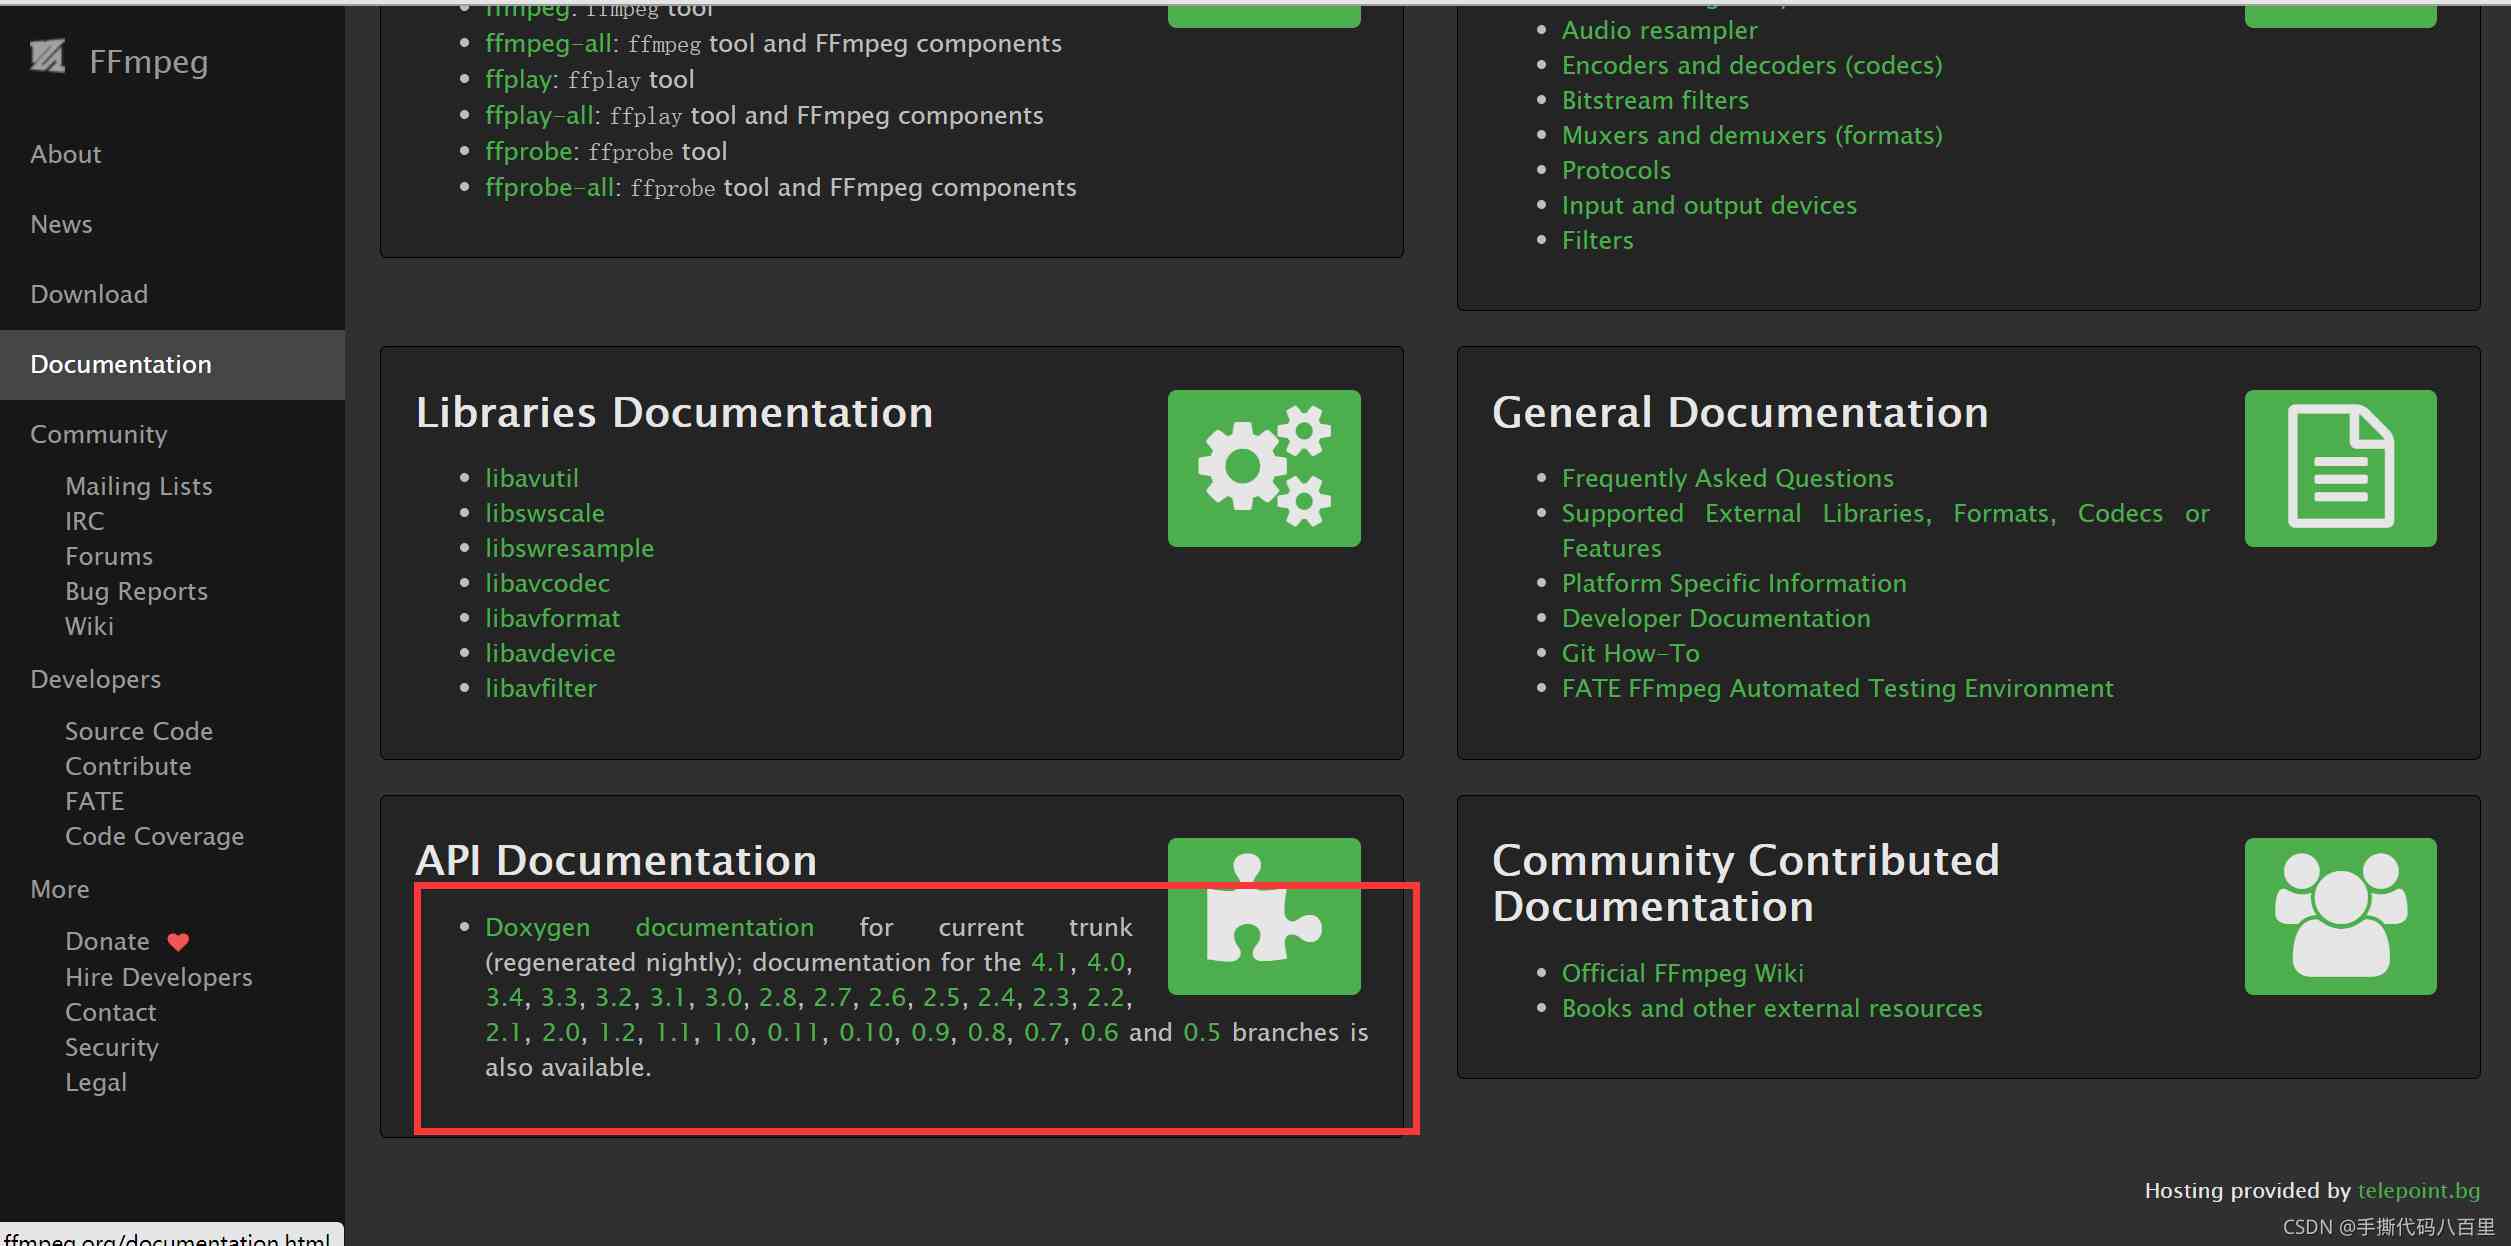 FFmpeg
About
News
Download
Documentation
Community
Mailing Lists
IRC
Forums
Bug Reports
Wiki
Developers
Source Code
Contribute
FATE
Code Coverage
More
Donate
Hire Developers
Contact
Security
Legal
ffmpeg.org/documentation.html
ffmpeg: ffmpeg tool
ffmpeg-all: ffmpeg tool and FFmpeg components
ffplay: ffplay tool
ffplay-all: ffplay tool and FFmpeg components
ffprobe: ffprobe tool
ffprobe-all: ffprobe tool and FFmpeg components
Audio resampler
Encoders and decoders (codecs)
Bitstream filters
Muxers and demuxers (formats)
Protocols
Input and output devices
Filters
Libraries Documentation
libavutil
libswscale
libswresample
libavcodec
libavformat
libavdevice
libavfilter
General Documentation
Frequently Asked Questions
Supported External Libraries, Formats, Codecs or
Features
Platform Specific Information
Developer Documentation
Git How-To
FATE FFmpeg Automated Testing Environment
API Documentation
Doxygen documentation for current trunk
(regenerated nightly); documentation for the 4.1, 4.0,
3.4, 3.3, 3.2, 3.1, 3.0, 2.8, 2.7, 2.6, 2.5, 2.4, 2.3, 2.2,
2.1, 2.0, 1.2, 1.1, 1.0, 0.11, 0.10, 0.9, 0.8, 0.7, 0.6 and 0.5 branches is
also available.
Community Contributed
Documentation
Official FFmpeg Wiki
Books and other external resources
Hosting provided by telepoint.bg
CSDN @手撕代码八百里